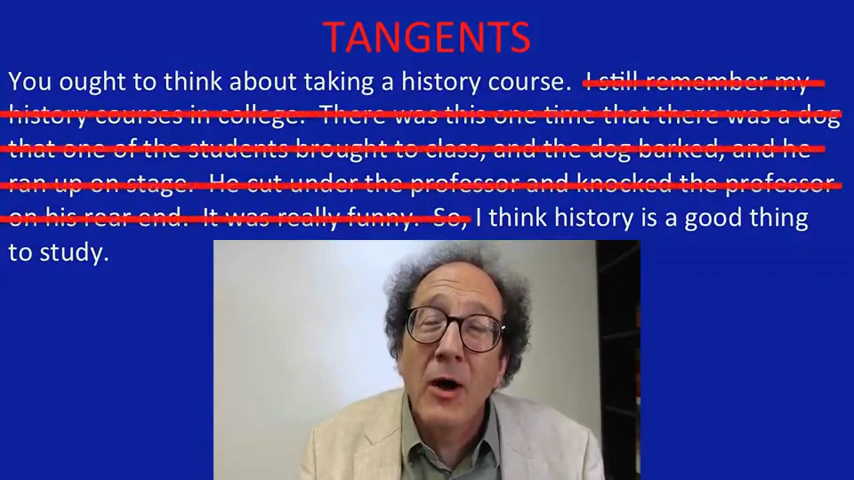 TANGENTS
You ought to think about taking a history course. I still remember my
history courses in college. There was this one time that there was a dog
that one of the students brought to class, and the dog barked, and he
ran up on stage. He cut under the professor and knocked the professor
on his rear end. It was really funny. So, I think history is a good thing
to study.